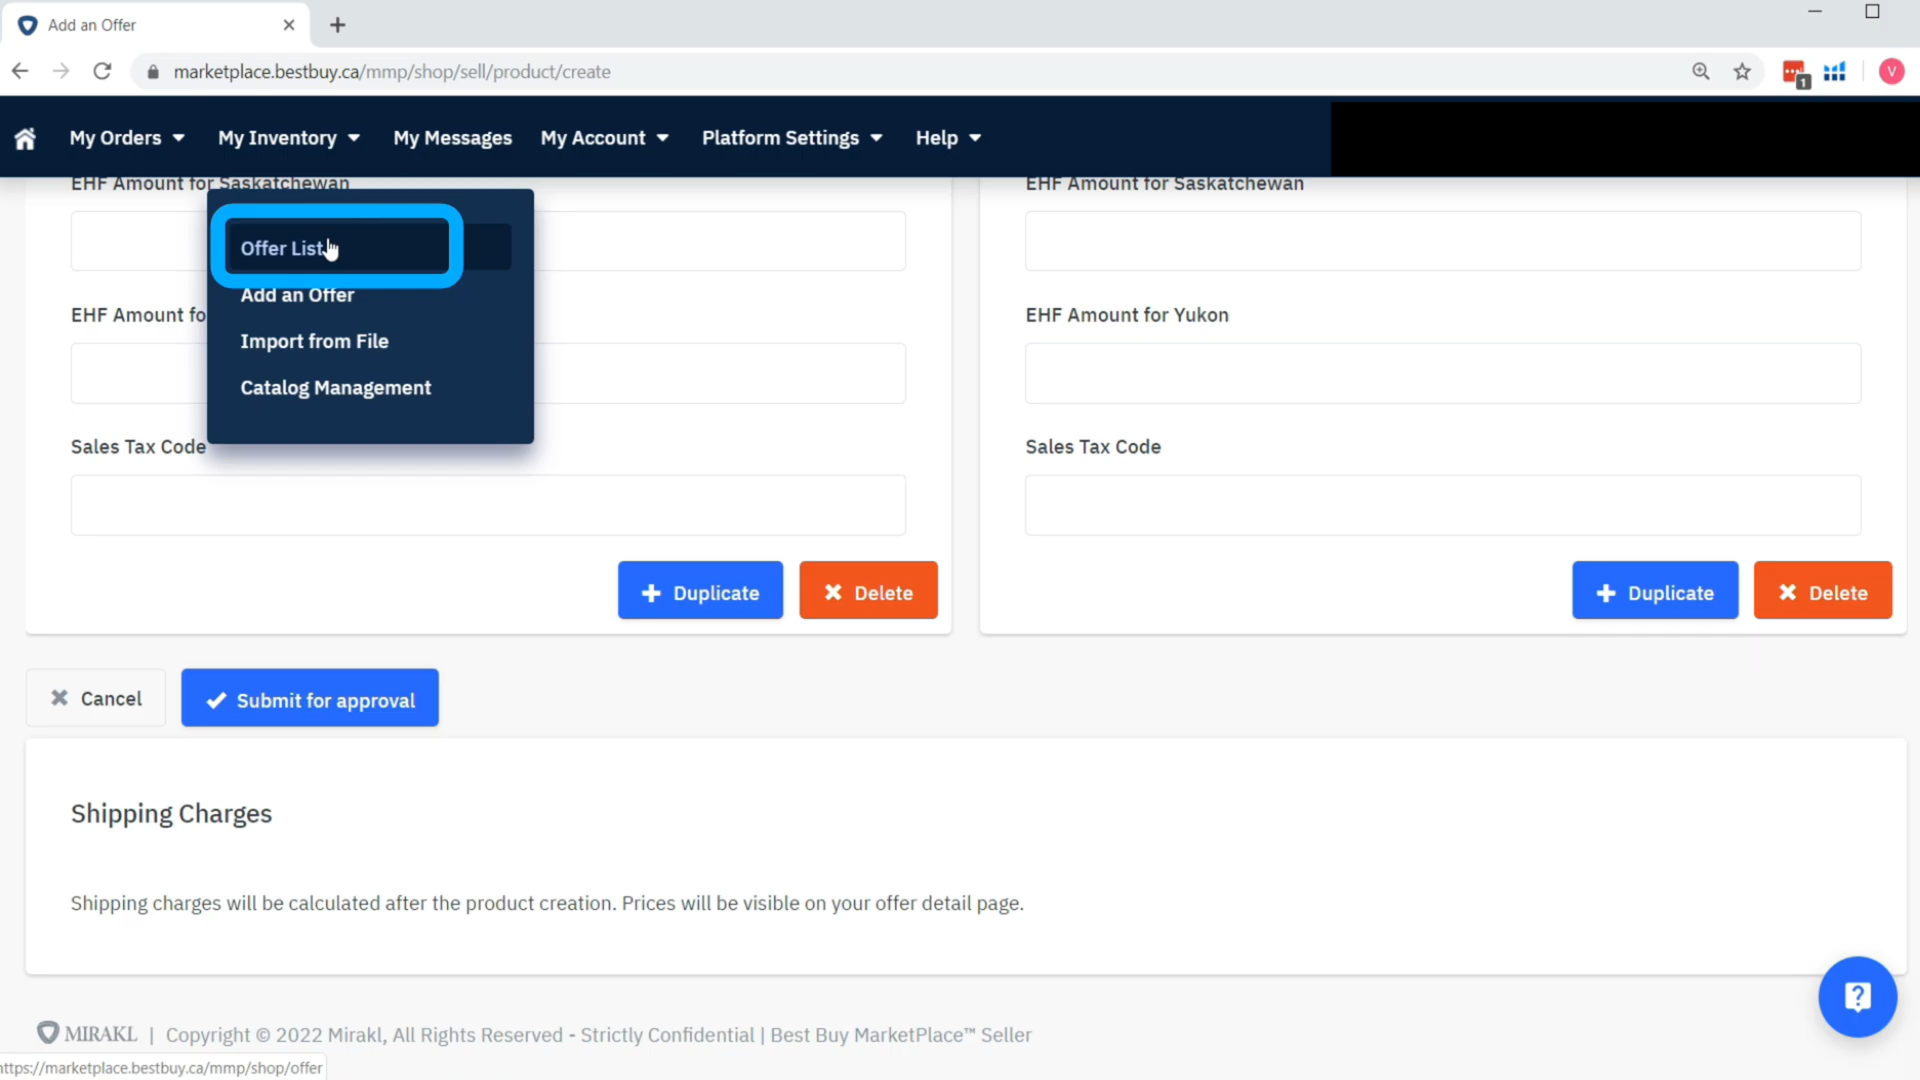 Add an Offer
marketplace.bestbuy.ca/mmp/shop/sell/product/create
1
V
My Orders My Inventory My Messages My Account Platform Settings Help
EHF Amount for Saskatchewan
EHF Amount for Saskatchewan
Offer List
Add an Offer
Import from File
Catalog Management
EHF Amount fo
EHF Amount for Yukon
Sales Tax Code
Sales Tax Code
Duplicate Delete
Duplicate Delete
Cancel Submit for approval
Shipping Charges
Shipping charges will be calculated after the product creation. Prices will be visible on your offer detail page.
MIRAKL | Copyright © 2022 Mirakl, All Rights Reserved - Strictly Confidential | Best Buy MarketPlace™ Seller
ttps://marketplace.bestbuy.ca/mmp/shop/offer